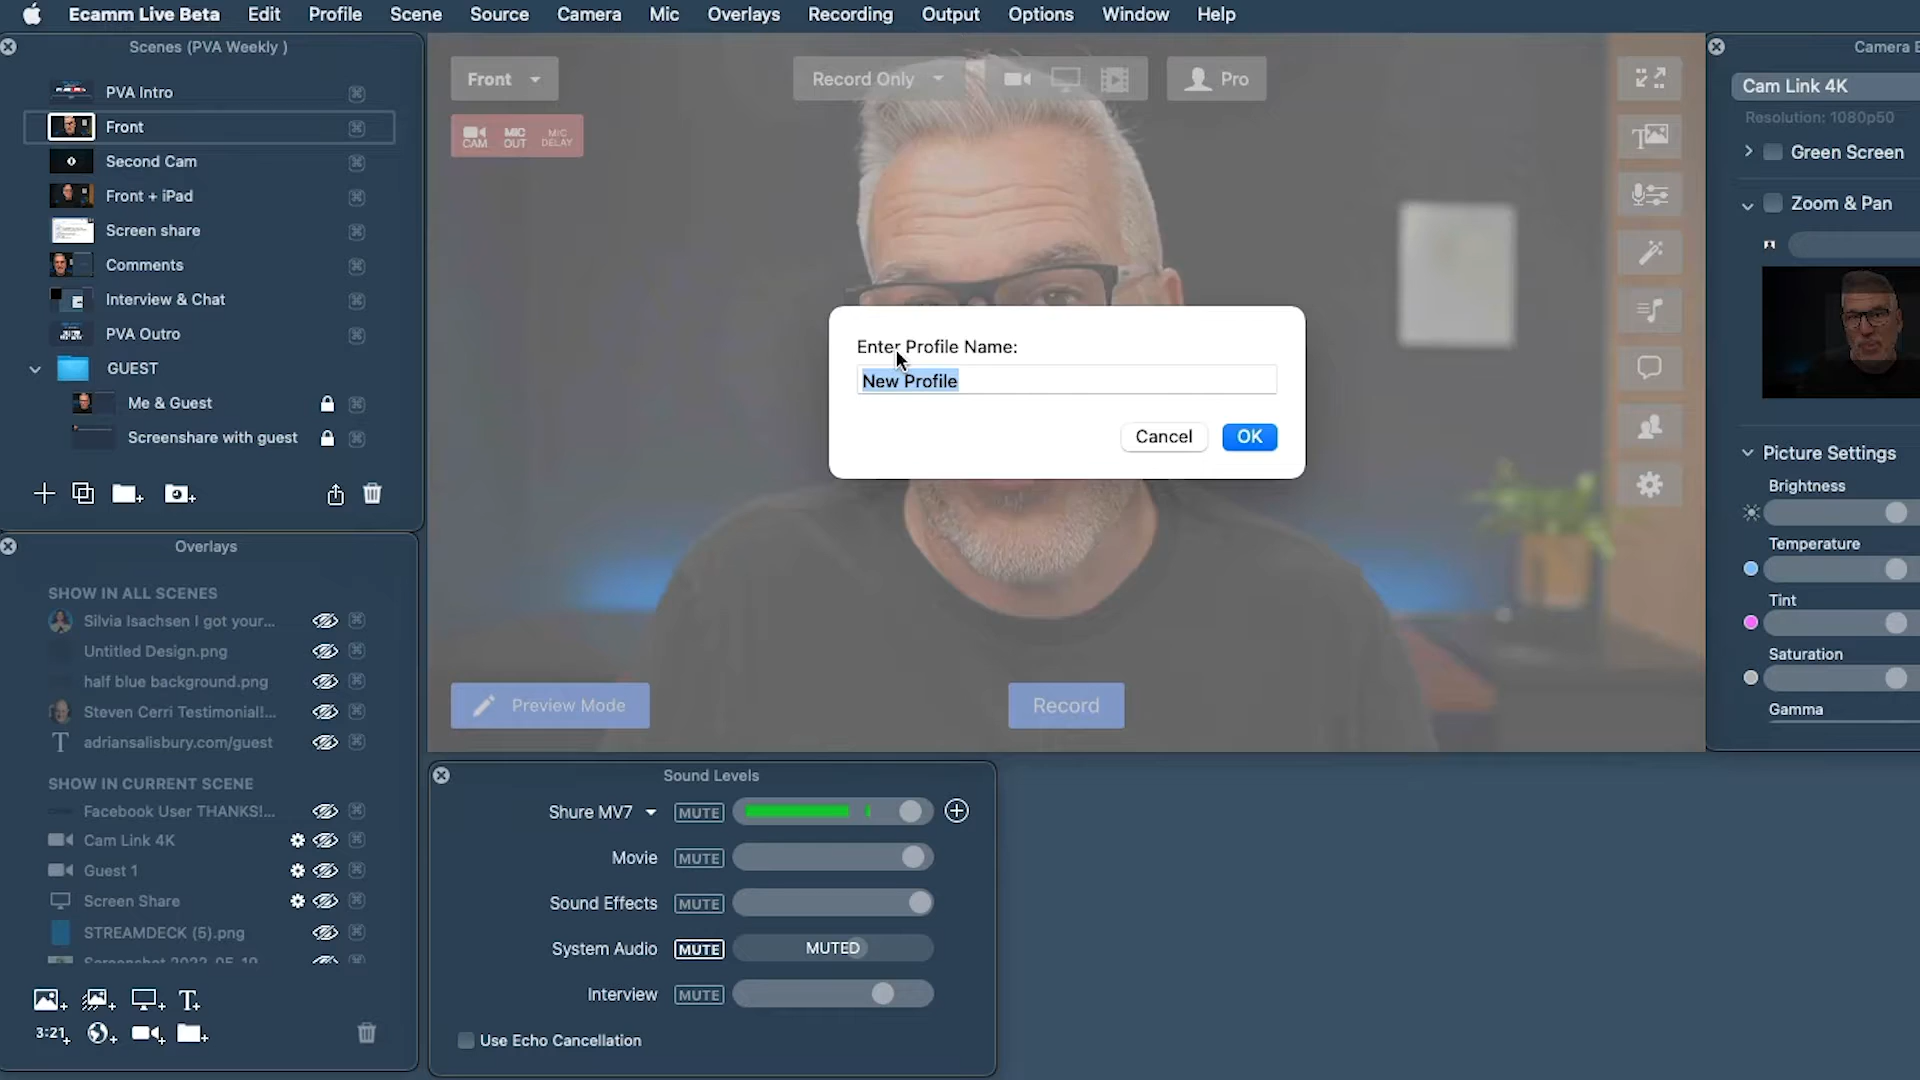 Ecamm Live Beta Edit Profile Scene Source Camera Mic Overlays Recording Output Options Window Help
Scenes (PVA Weekly )
PVA Intro
Front
Second Cam
Front + iPad
Screen share
Comments
Interview & Chat
PVA Outro
GUEST
Me & Guest
Screenshare with guest
Overlays
SHOW IN ALL SCENES
Silvia Isachsen I got your...
Untitled Design.png
half blue background.png
Steven Cerri Testimonial!...
adriansalisbury.com/guest
SHOW IN CURRENT SCENE
Facebook User THANKS!...
Cam Link 4K
Guest 1
Screen Share
STREAMDECK (5).png
3:21
Front
Record Only
Pro
CAM
MIC OUT
MIC DELAY
Enter Profile Name:
New Profile
Cancel
OK
Preview Mode
Record
Sound Levels
Shure MV7 MUTE
Movie MUTE
Sound Effects MUTE
System Audio MUTE MUTED
Interview MUTE
Use Echo Cancellation
Camera E
Cam Link 4K
Resolution: 1080p50
Green Screen
Zoom & Pan
Picture Settings
Brightness
Temperature
Tint
Saturation
Gamma